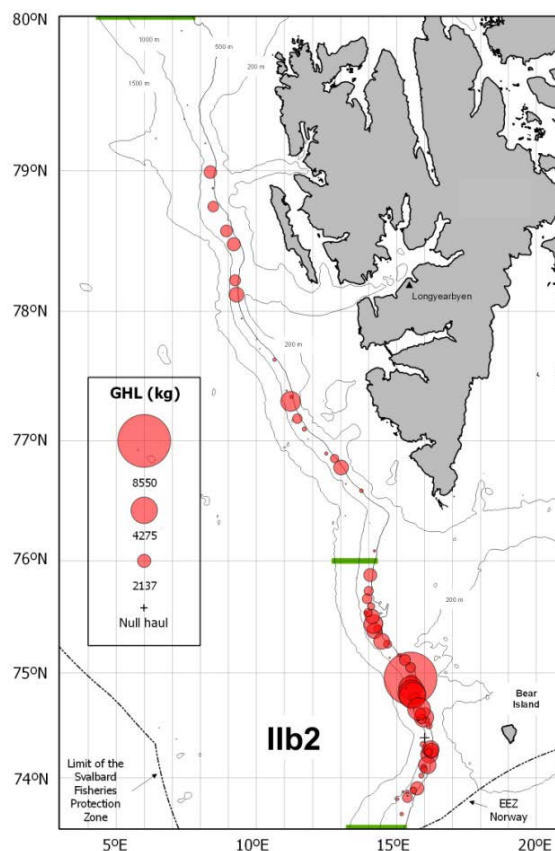 80ºN
1000 m
500 m
200 m
1500 m
79ºN
Longyearbyen
78ºN
200 m
GHL (kg)
77ºN
8550
4275
76ºN
2137
Null haul
200 m
75ºN
Bear
Island
IIb2
Limit of the
Svalbard
Fisheries
Protection
Zone
74ºN
EEZ
Norway
5ºE
10ºE
15ºE
20ºE